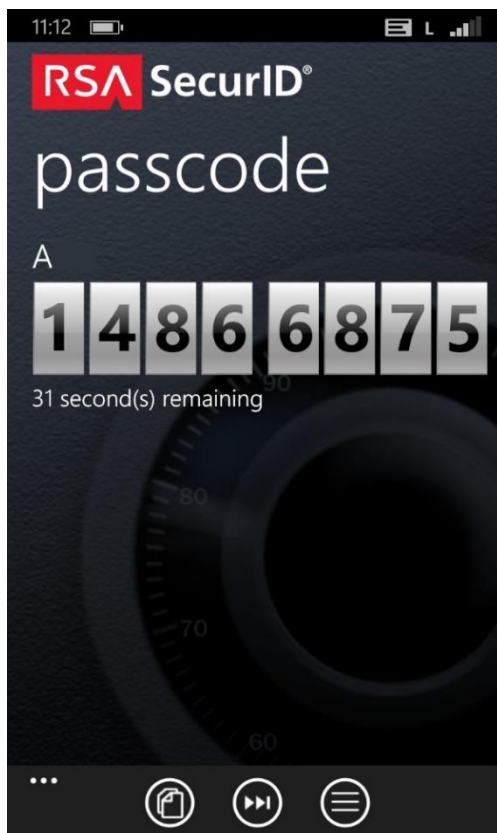 11:12 L
RSA SecurID®
passcode
A
1486 6875
31 second(s) remaining
90
80
70
60